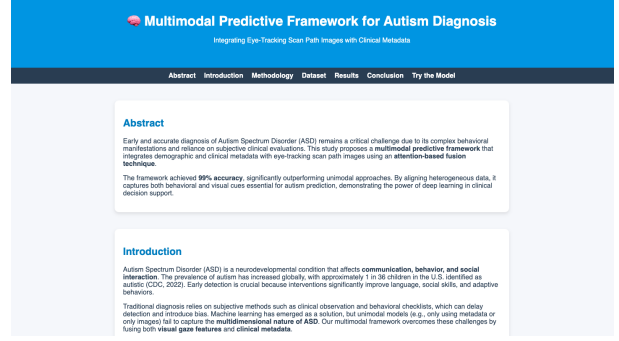 🧠 Multimodal Predictive Framework for Autism Diagnosis
Integrating Eye-Tracking Scan Path Images with Clinical Metadata
Abstract Introduction Methodology Dataset Results Conclusion Try the Model
Abstract
Early and accurate diagnosis of Autism Spectrum Disorder (ASD) remains a critical challenge due to its complex behavioral
manifestations and reliance on subjective clinical evaluations. This study proposes a multimodal predictive framework that
integrates demographic and clinical metadata with eye-tracking scan path images using an attention-based fusion
technique.
The framework achieved 99% accuracy, significantly outperforming unimodal approaches. By aligning heterogeneous data, it
captures both behavioral and visual cues essential for autism prediction, demonstrating the power of deep learning in clinical
decision support.
Introduction
Autism Spectrum Disorder (ASD) is a neurodevelopmental condition that affects communication, behavior, and social
interaction. The prevalence of autism has increased globally, with approximately 1 in 36 children in the U.S. identified as
autistic (CDC, 2022). Early detection is crucial because interventions significantly improve language, social skills, and adaptive
behaviors.
Traditional diagnosis relies on subjective methods such as clinical observation and behavioral checklists, which can delay
detection and introduce bias. Machine learning has emerged as a solution, but unimodal models (e.g., only using metadata or
only images) fail to capture the multidimensional nature of ASD. Our multimodal framework overcomes these challenges by
fusing both visual gaze features and clinical metadata.